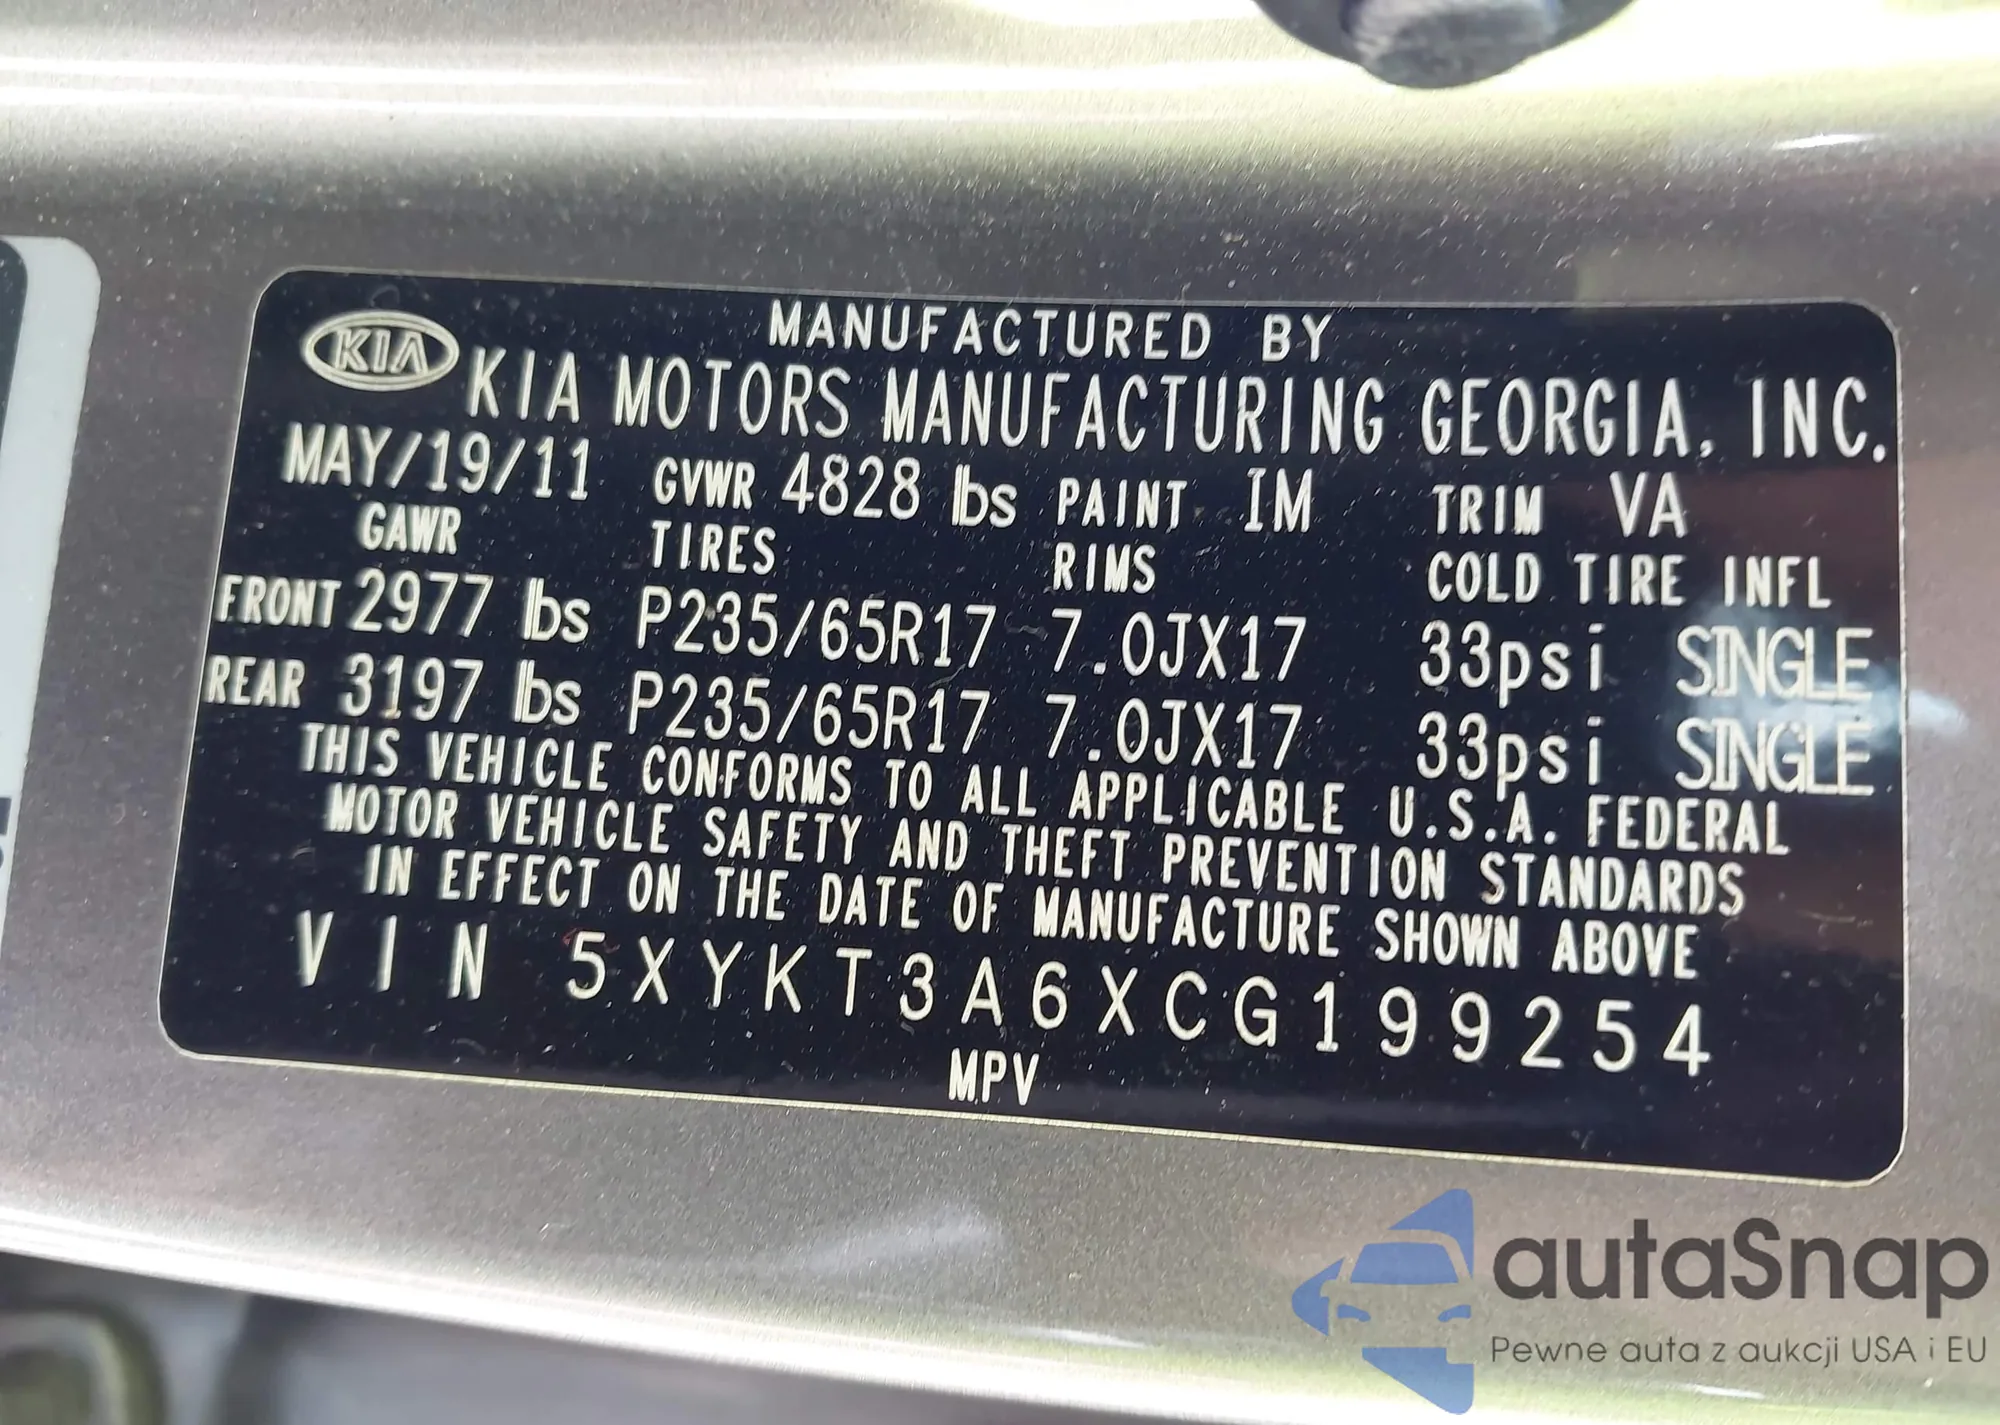 MANUFACTURED BY
KIA KIA MOTORS MANUFACTURING GEORGIA, INC.
MAY/19/11 GVWR 4828 lbs PAINT IM TRIM VA
GAWR TIRES RIMS COLD TIRE INFL
FRONT 2977 lbs P235/65R17 7.0JX17 33psi SINGLE
REAR 3197 lbs P235/65R17 7.0JX17 33psi SINGLE
THIS VEHICLE CONFORMS TO ALL APPLICABLE U.S.A. FEDERAL
MOTOR VEHICLE SAFETY AND THEFT PREVENTION STANDARDS
IN EFFECT ON THE DATE OF MANUFACTURE SHOWN ABOVE
VIN 5XYKT3A6XCG199254
MPV
autaSnap
Pewne auta z aukcji USA i EU